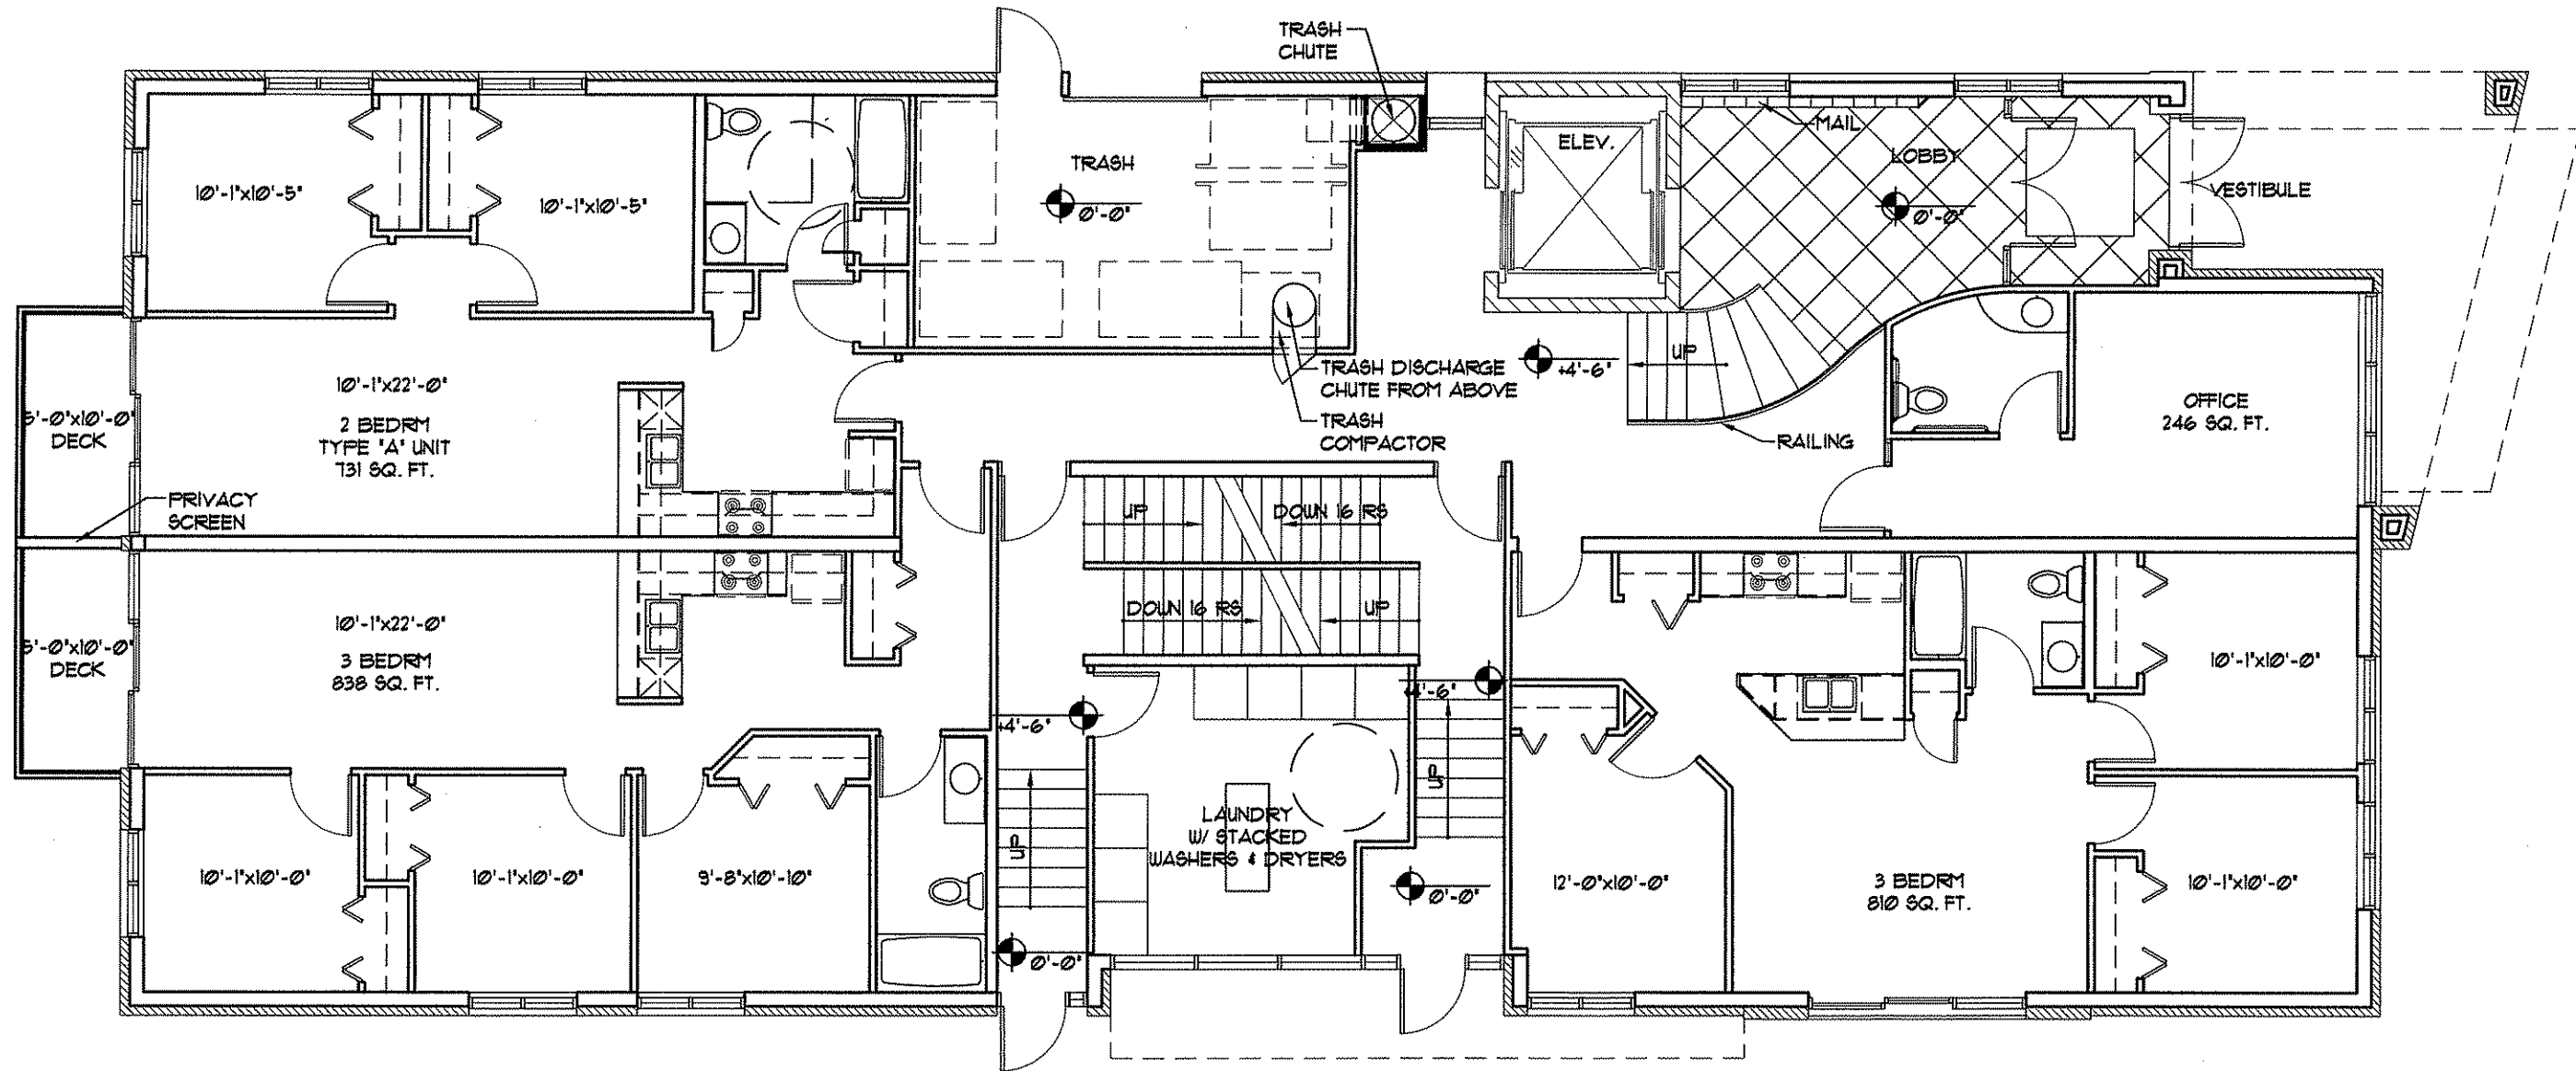 TRASH
CHUTE
MAIL
ELEV.
LOBBY
TRASH
10'-1"x10'-5"
10'-1"x10'-5"
0'-0"
0'-0"
VESTIBULE
UP
+4'-6"
TRASH DISCHARGE
CHUTE FROM ABOVE
TRASH
COMPACTOR
RAILING
OFFICE
246 SQ. FT.
10'-1"x22'-0"
2 BEDRM
TYPE "A" UNIT
731 SQ. FT.
5'-0"x10'-0"
DECK
PRIVACY
SCREEN
UP
DOWN 16 RS
DOWN 16 RS
UP
10'-1"x22'-0"
3 BEDRM
838 SQ. FT.
5'-0"x10'-0"
DECK
10'-1"x10'-0"
+4'-6"
+4'-6"
UP
UP
LAUNDRY
W/ STACKED
WASHERS & DRYERS
10'-1"x10'-0"
10'-1"x10'-0"
9'-8"x10'-10"
0'-0"
0'-0"
12'-0"x10'-0"
3 BEDRM
810 SQ. FT.
10'-1"x10'-0"